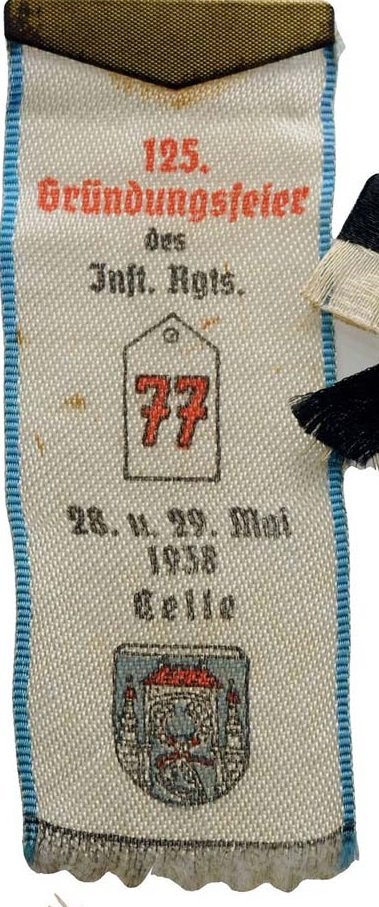 125.
Gründungsfeier
des
Inft. Rgts.
77
28. u. 29. Mai
1938
Celle